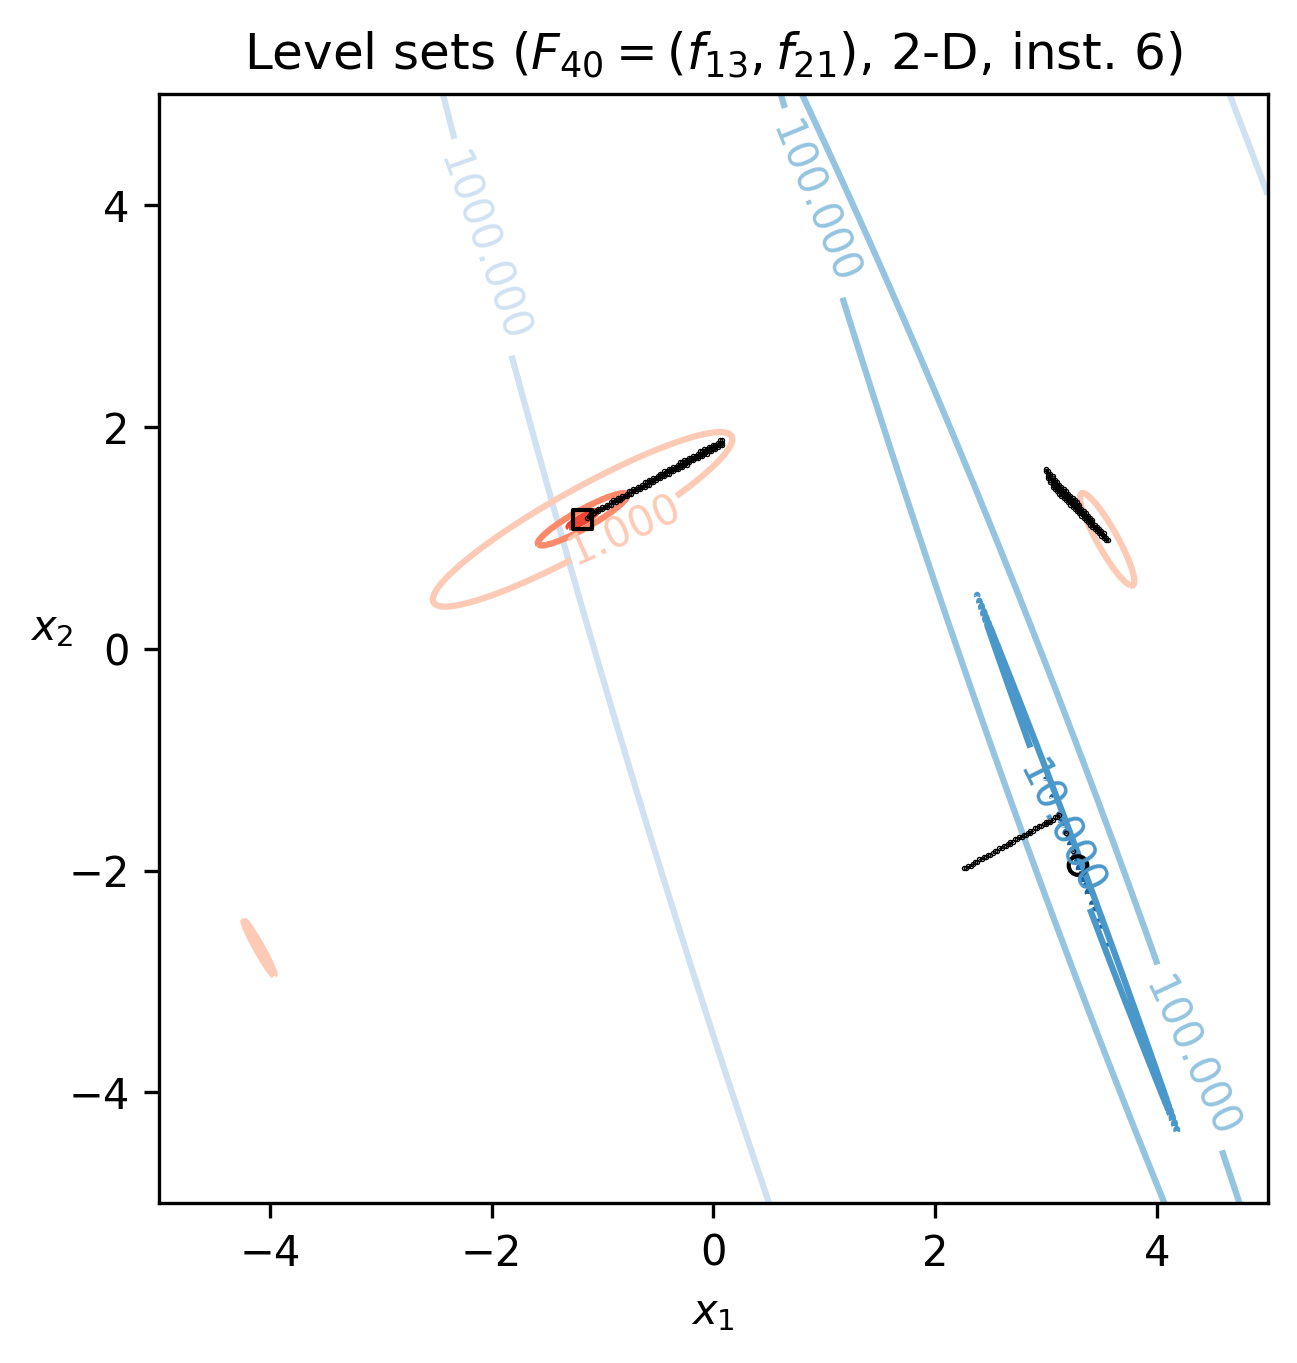 Level sets (F₄₀ = (f₁₃, f₂₁), 2-D, inst. 6)
1000.000
100.000
1.000
10.000
100.000
4
2
0
−2
−4
x₂
−4 −2 0 2 4
x₁